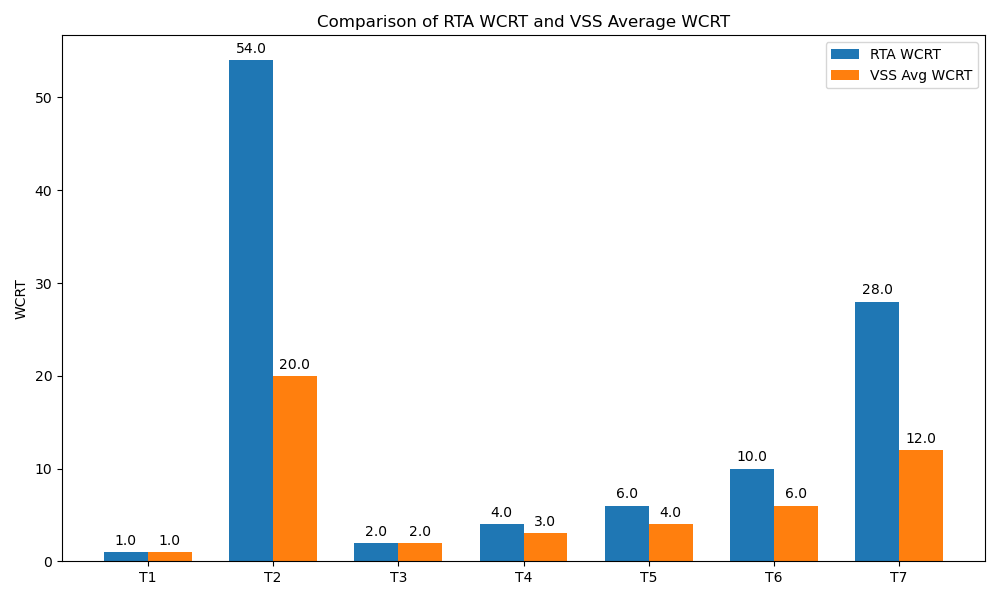 Comparison of RTA WCRT and VSS Average WCRT
RTA WCRT
VSS Avg WCRT
WCRT
50
40
30
20
10
0
1.0
1.0
54.0
20.0
2.0
2.0
4.0
3.0
6.0
4.0
10.0
6.0
28.0
12.0
T1
T2
T3
T4
T5
T6
T7